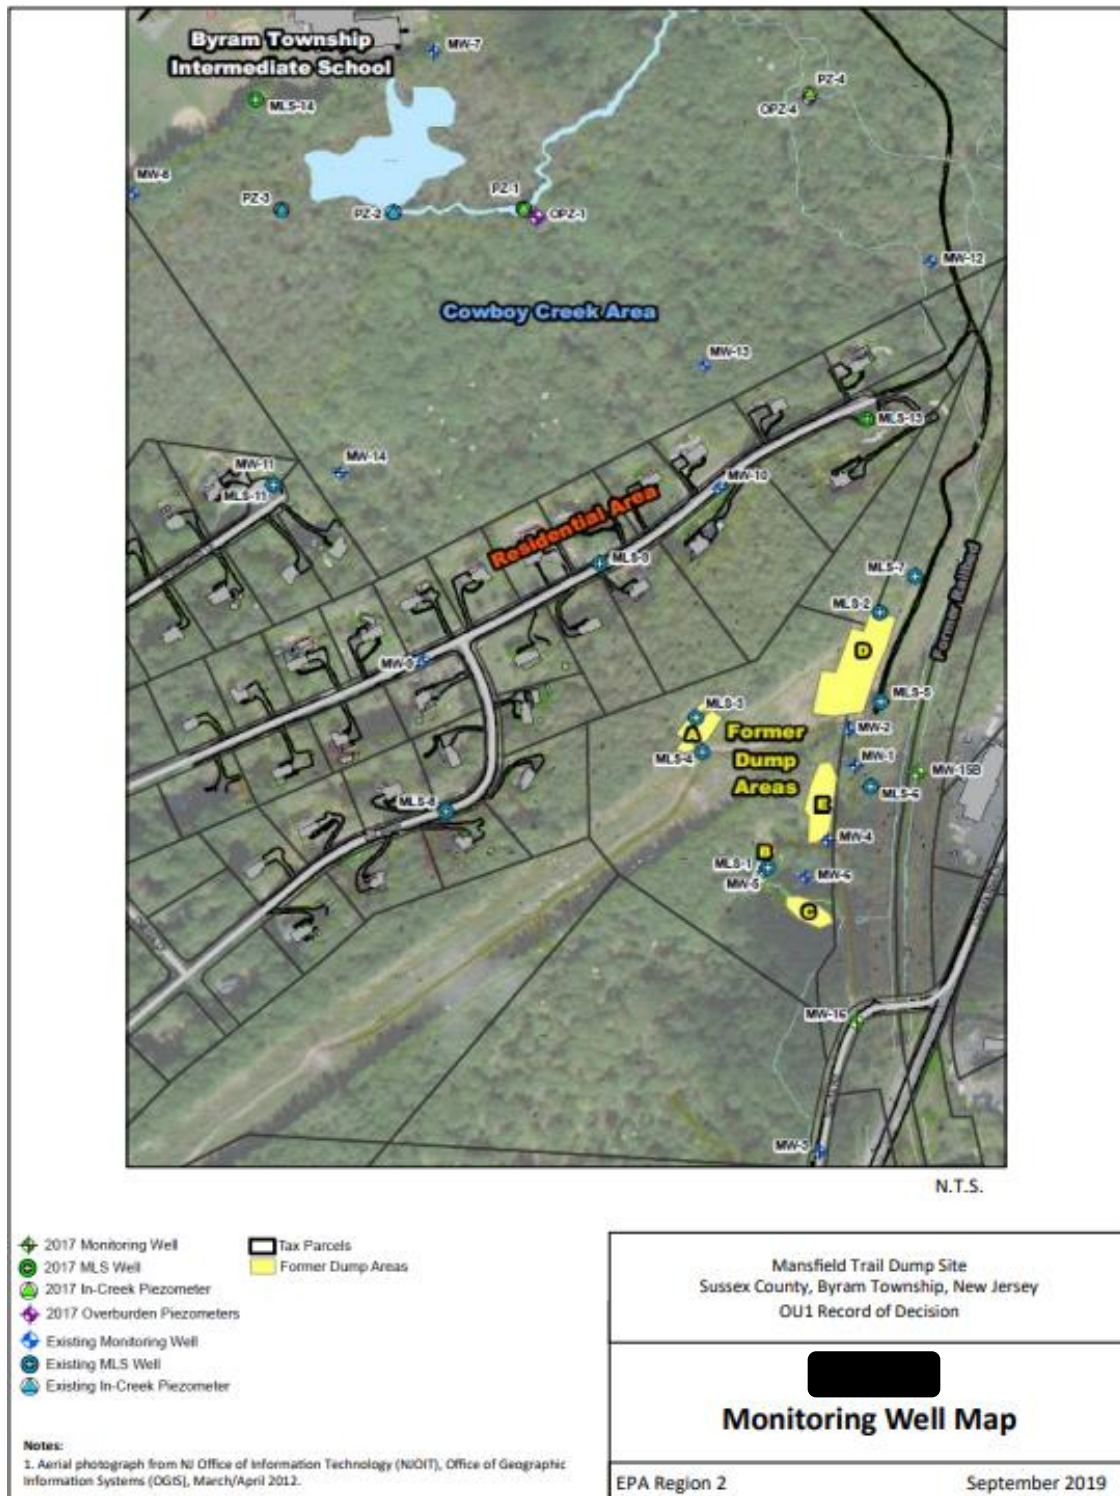 Byram Township
Intermediate School
MW-7
MLS-14
PZ-4
OPZ-4
MW-8
PZ-3
PZ-2
PZ-1
OPZ-1
MW-12
Cowboy Creek Area
MW-13
MLS-13
MW-14
MW-11
MLS-11
MW-10
Residential Area
MLS-7
MLS-2
Former Railbed
D
MLS-5
MLS-3
A
MLS-4
Former
Dump
Areas
MW-2
MW-1
MW-15B
MLS-6
E
MLS-8
MW-4
B
MLS-1
MW-5
MW-6
C
MW-16
MW-3
N.T.S.
2017 Monitoring Well
2017 MLS Well
2017 In-Creek Piezometer
2017 Overburden Piezometers
Existing Monitoring Well
Existing MLS Well
Existing In-Creek Piezometer
Tax Parcels
Former Dump Areas
Notes:
1. Aerial photograph from NJ Office of Information Technology (NJOIT), Office of Geographic
Information Systems (OGIS), March/April 2012.
Mansfield Trail Dump Site
Sussex County, Byram Township, New Jersey
OU1 Record of Decision
Monitoring Well Map
EPA Region 2
September 2019